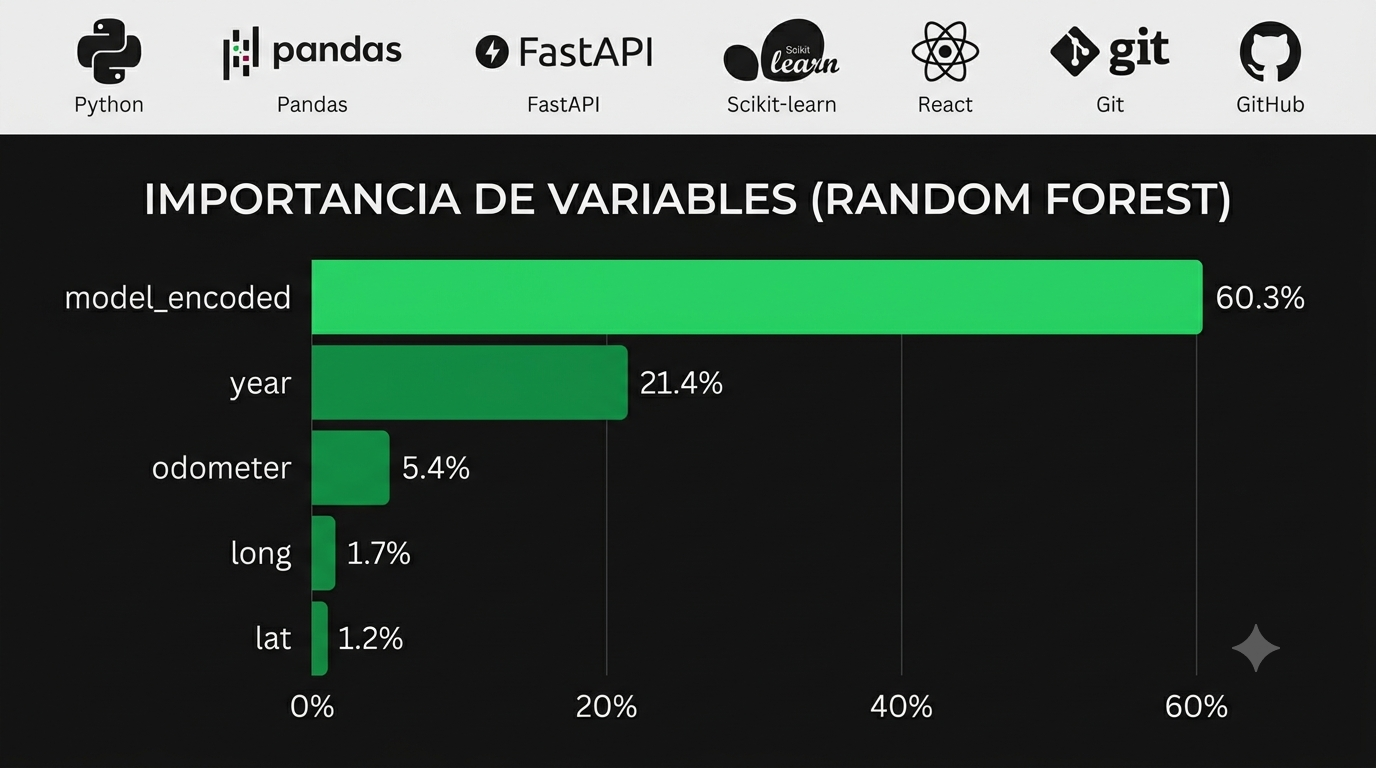 pandas
FastAPI
Scikit
learn
git
Python
Pandas
FastAPI
Scikit-learn
React
Git
GitHub
IMPORTANCIA DE VARIABLES (RANDOM FOREST)
model_encoded
60.3%
year
21.4%
odometer
5.4%
long
1.7%
lat
1.2%
0%
20%
40%
60%